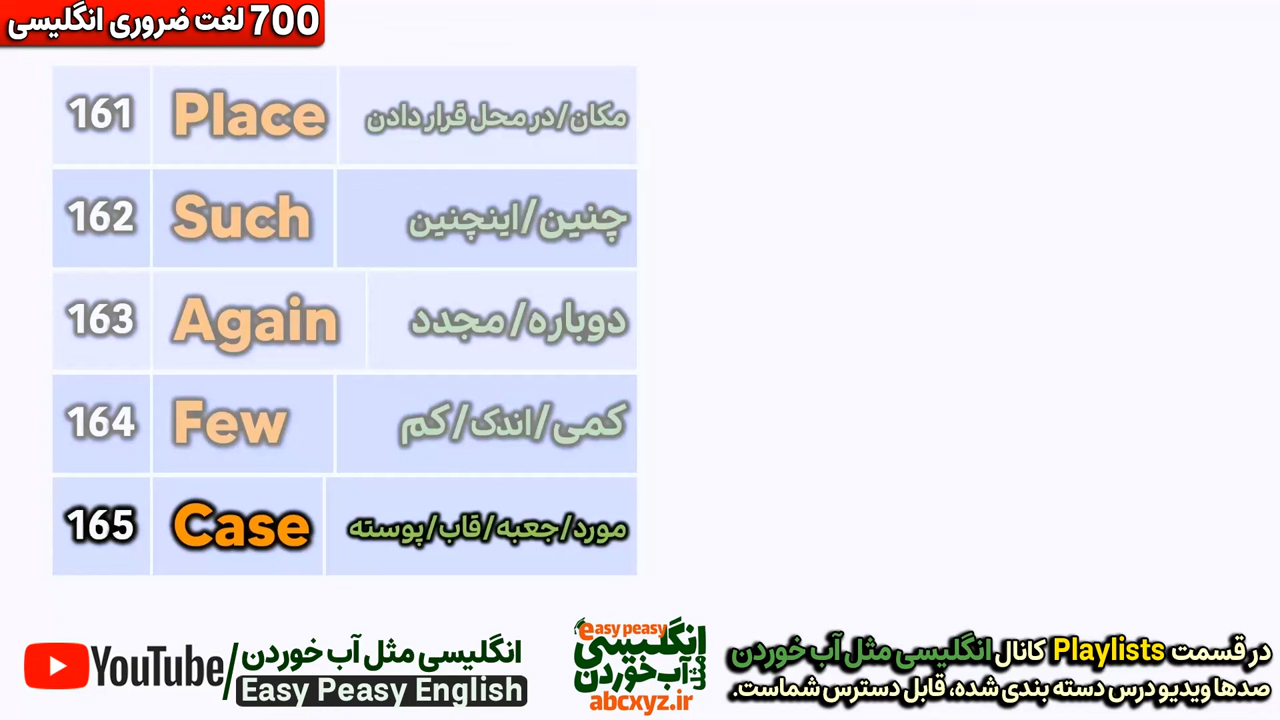 700 لغت ضروری انگلیسی
161 Place مکان/در محل قرار دادن
162 Such چنین/اینچنین
163 Again دوباره/مجدد
164 Few کمی/اندک/کم
165 Case مورد/جعبه/قاب/پوسته
YouTube/انگلیسی مثل آب خوردن
Easy Peasy English
easy peasy
انگلیسی
مثل
آب خوردن
abcxyz.ir
در قسمت Playlists کانال انگلیسی مثل آب خوردن
صدها ویدیو درس دسته بندی شده، قابل دسترس شماست.